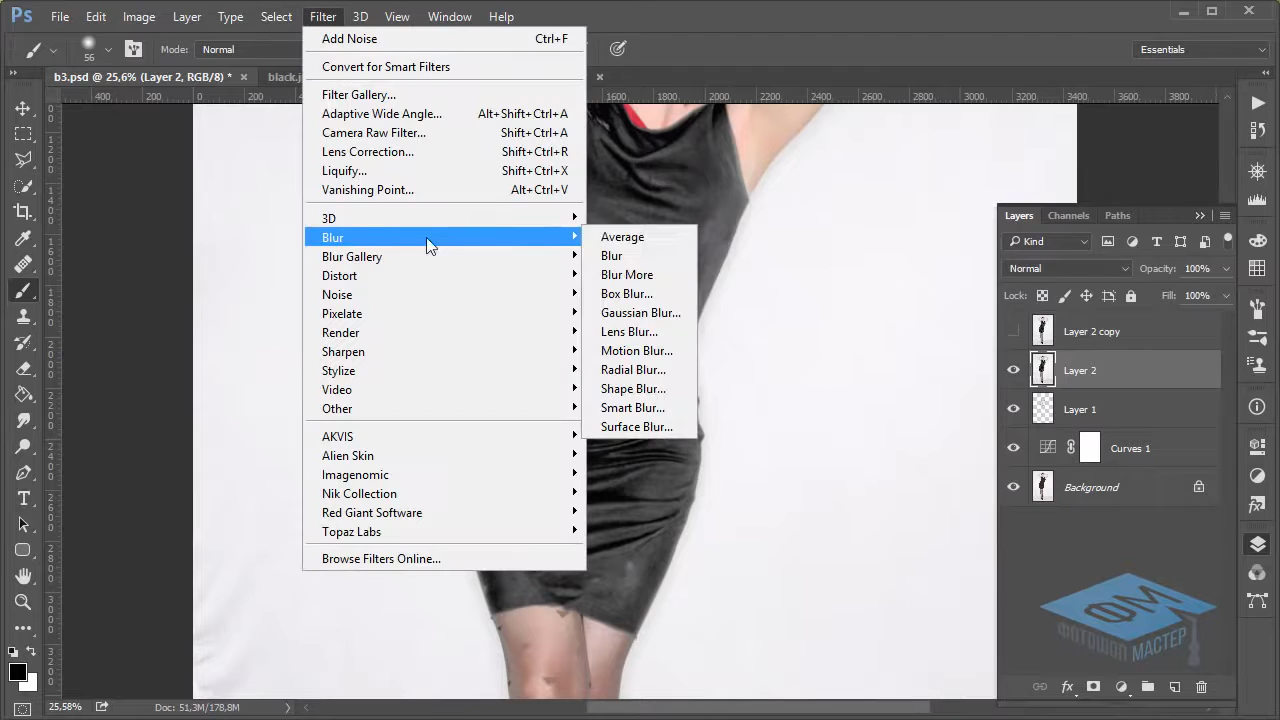 Ps File Edit Image Layer Type Select Filter 3D View Window Help
56 Mode: Normal Essentials
b3.psd @ 25,6% (Layer 2, RGB/8) * × black.j ×
400 200 0 200 1600 1800 2000 2200 2400 2600 2800 3000 3200 3400 3600 3800
Add Noise Ctrl+F
Convert for Smart Filters
Filter Gallery...
Adaptive Wide Angle... Alt+Shift+Ctrl+A
Camera Raw Filter... Shift+Ctrl+A
Lens Correction... Shift+Ctrl+R
Liquify... Shift+Ctrl+X
Vanishing Point... Alt+Ctrl+V
3D
Blur
Blur Gallery
Distort
Noise
Pixelate
Render
Sharpen
Stylize
Video
Other
AKVIS
Alien Skin
Imagenomic
Nik Collection
Red Giant Software
Topaz Labs
Browse Filters Online...
Average
Blur
Blur More
Box Blur...
Gaussian Blur...
Lens Blur...
Motion Blur...
Radial Blur...
Shape Blur...
Smart Blur...
Surface Blur...
Layers Channels Paths
Kind
Normal Opacity: 100%
Lock: Fill: 100%
Layer 2 copy
Layer 2
Layer 1
Curves 1
Background
ФМ
ФОТОШОП МАСТЕР
25,58% Doc: 51,3M/178,8M